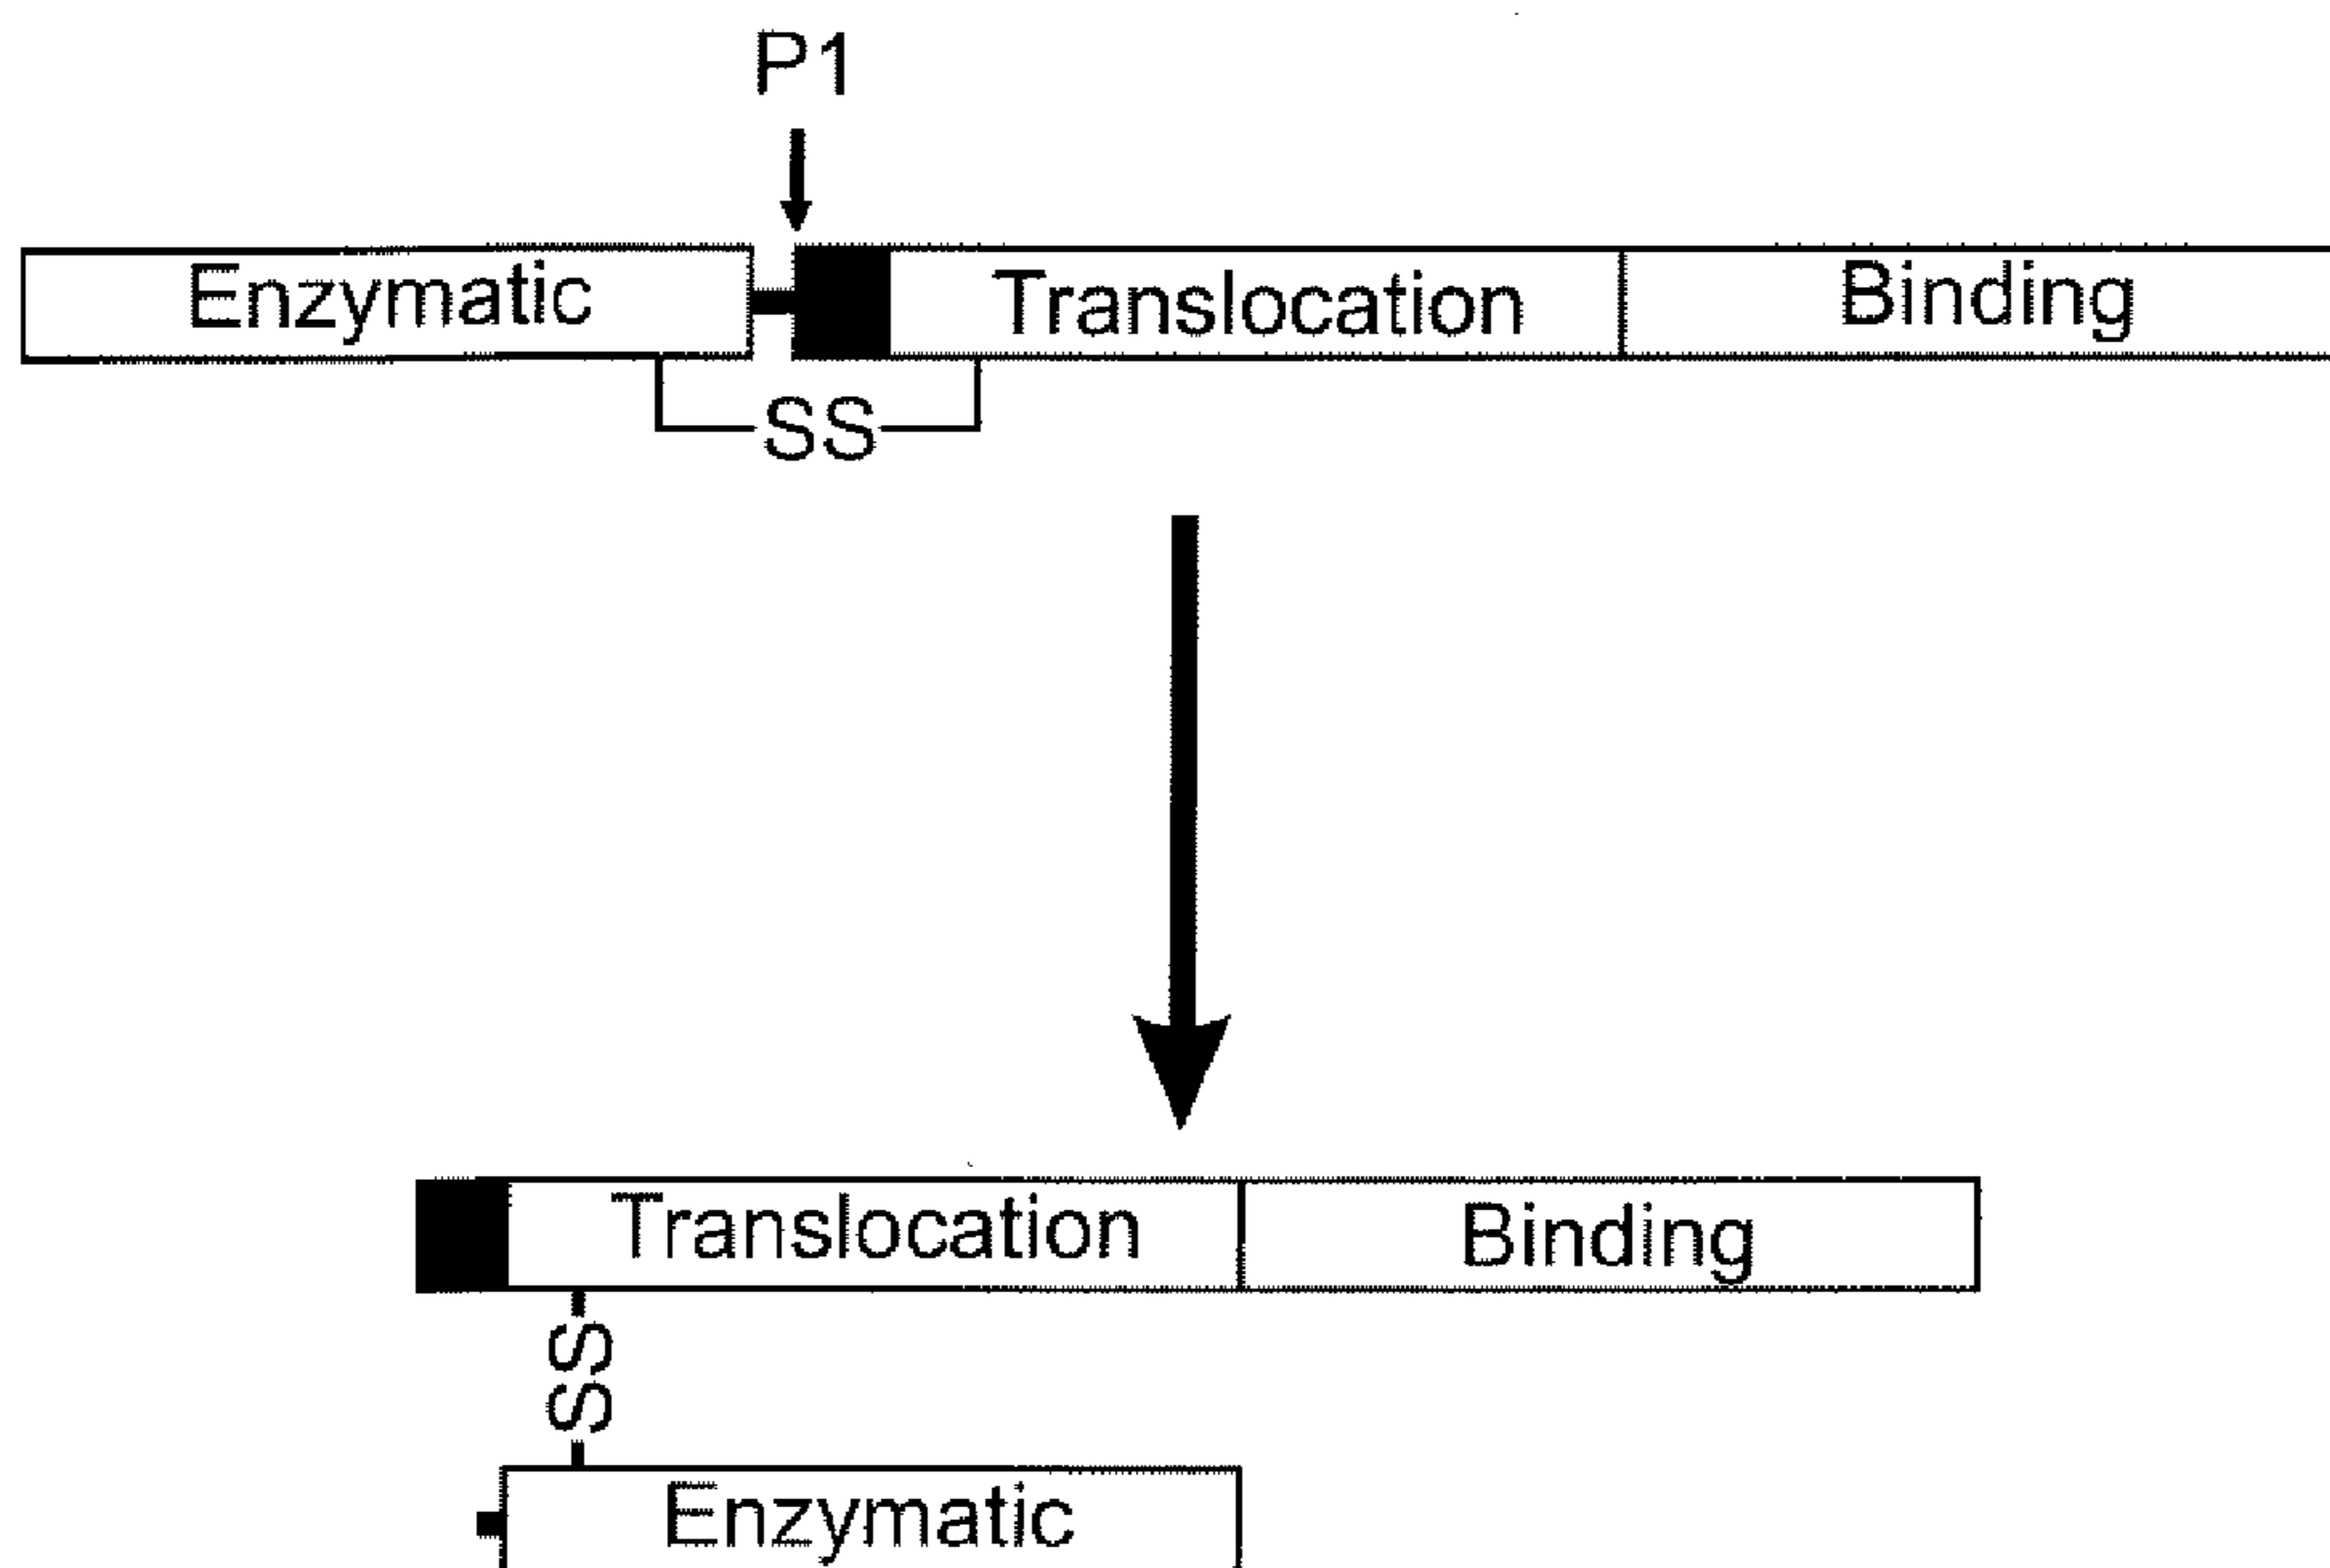 P1
Enzymatic Translocation Binding
SS
Translocation Binding
SS
Enzymatic